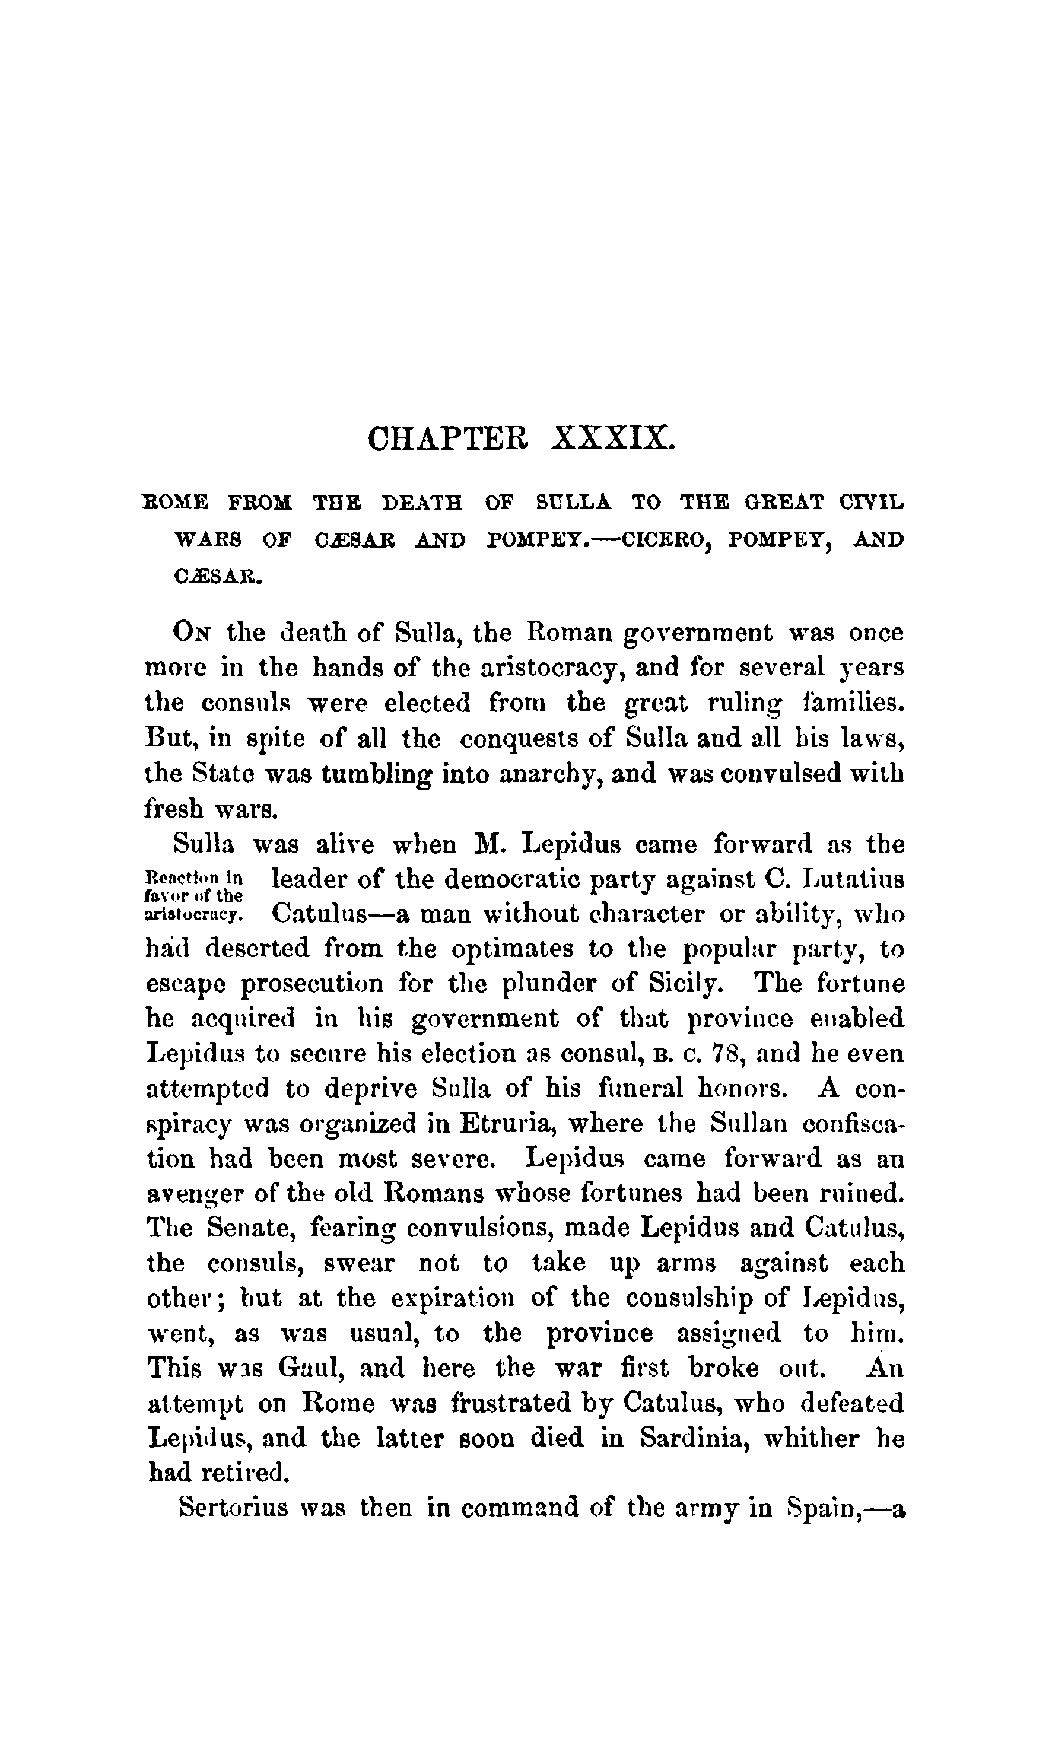 CHAPTER XXXIX.
ROME FROM THE DEATH OF SULLA TO THE GREAT CIVIL
WARS OF CÆSAR AND POMPEY.—CICERO, POMPEY, AND
CÆSAR.
ON the death of Sulla, the Roman government was once
more in the hands of the aristocracy, and for several years
the consuls were elected from the great ruling families.
But, in spite of all the conquests of Sulla and all his laws,
the State was tumbling into anarchy, and was convulsed with
fresh wars.
Sulla was alive when M. Lepidus came forward as the
Reaction in
favor of the
aristocracy.
leader of the democratic party against C. Lutatius
Catulus—a man without character or ability, who
had deserted from the optimates to the popular party, to
escape prosecution for the plunder of Sicily. The fortune
he acquired in his government of that province enabled
Lepidus to secure his election as consul, B. C. 78, and he even
attempted to deprive Sulla of his funeral honors. A con-
spiracy was organized in Etruria, where the Sullan confisca-
tion had been most severe. Lepidus came forward as an
avenger of the old Romans whose fortunes had been ruined.
The Senate, fearing convulsions, made Lepidus and Catulus,
the consuls, swear not to take up arms against each
other; but at the expiration of the consulship of Lepidus,
went, as was usual, to the province assigned to him.
This was Gaul, and here the war first broke out. An
attempt on Rome was frustrated by Catulus, who defeated
Lepidus, and the latter soon died in Sardinia, whither he
had retired.
Sertorius was then in command of the army in Spain,—a